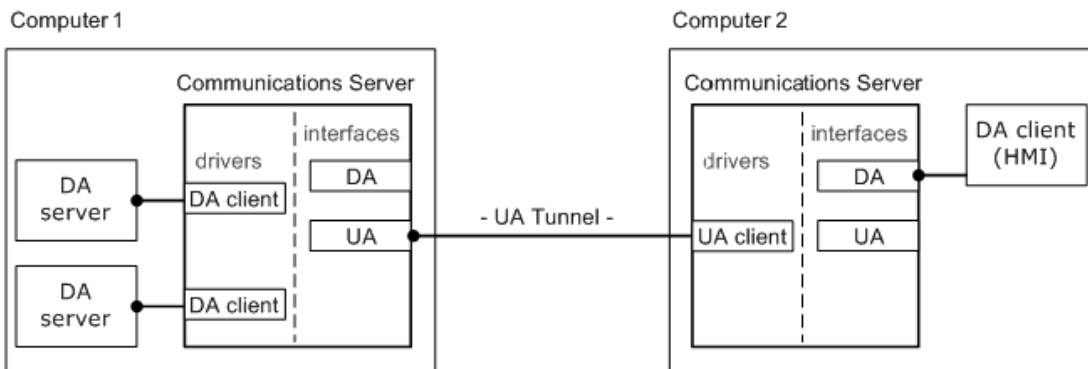 Computer 1
Computer 2
Communications Server
Communications Server
interfaces
interfaces
drivers
drivers
DA client
(HMI)
DA
server
DA client
DA
DA
UA
- UA Tunnel -
UA client
UA
DA
server
DA client